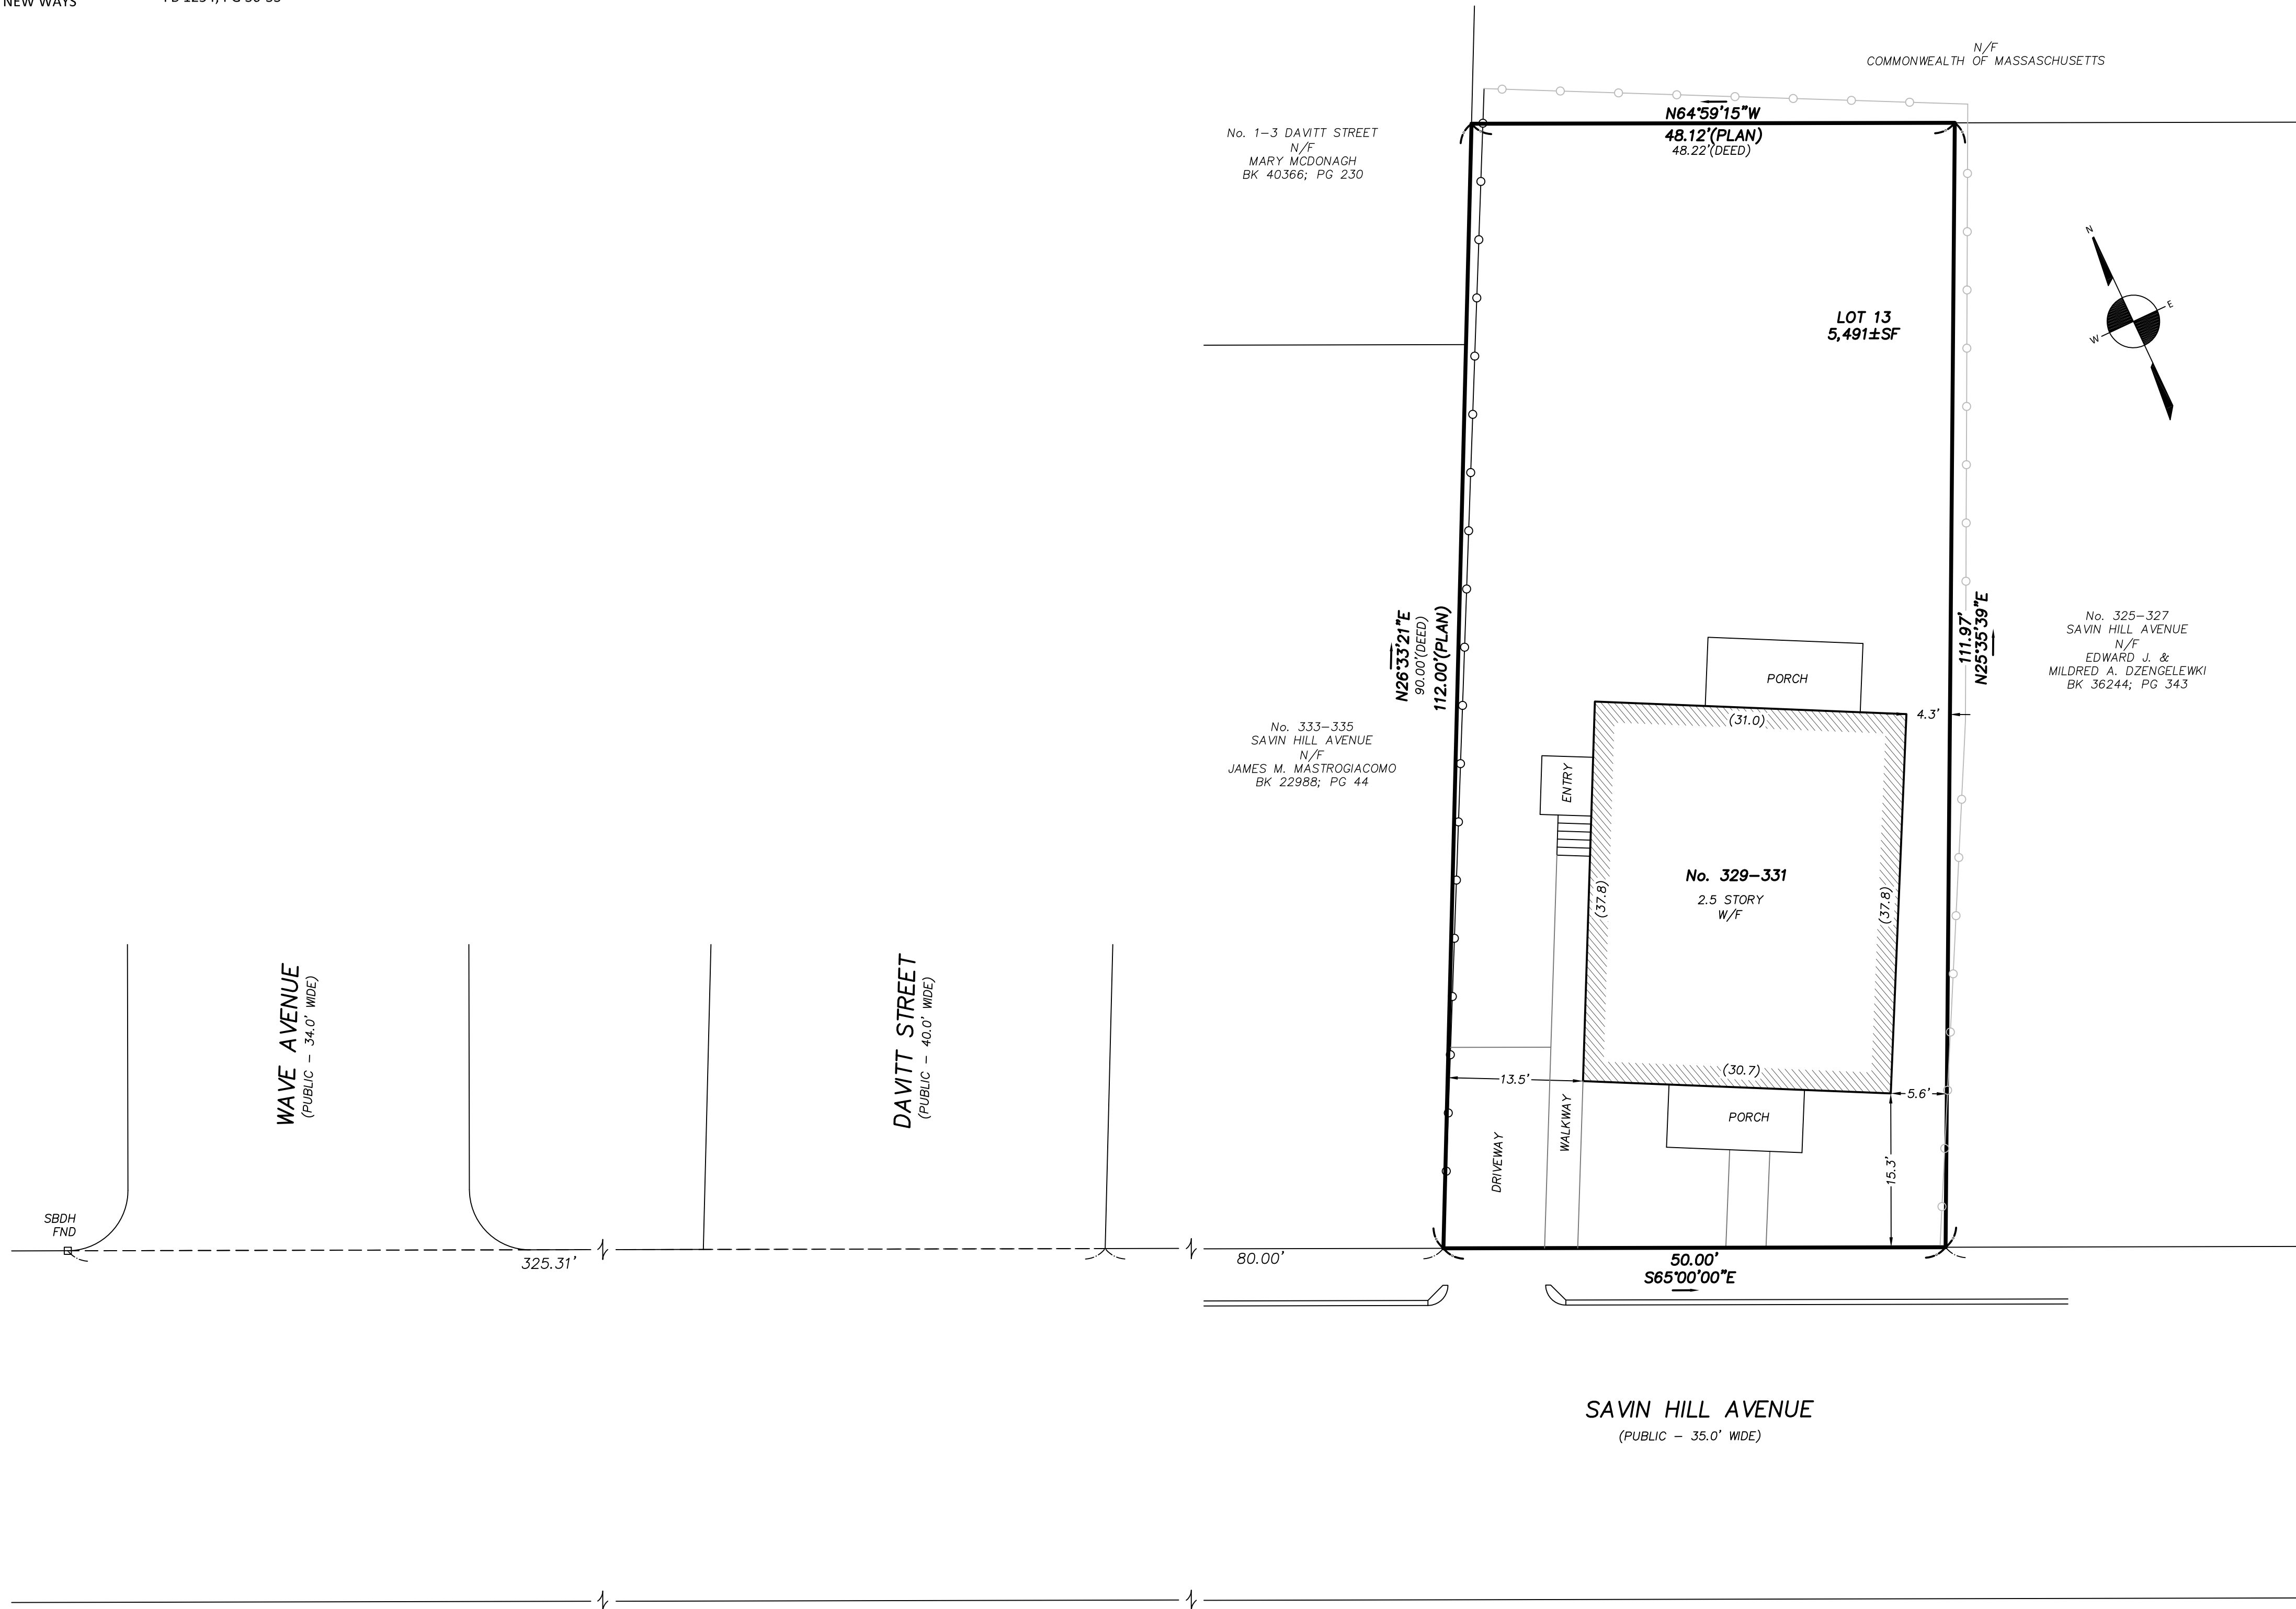 NEW WAYS
N/F
COMMONWEALTH OF MASSASCHUSETTS
N64°59'15"W
48.12'(PLAN)
48.22'(DEED)
No. 1-3 DAVITT STREET
N/F
MARY MCDONAGH
BK 40366; PG 230
LOT 13
5,491±SF
N
E
W
N26°33'21"E
90.00'(DEED)
112.00'(PLAN)
111.97'
N25°35'39"E
No. 325-327
SAVIN HILL AVENUE
N/F
EDWARD J. &
MILDRED A. DZENGELEWKI
BK 36244; PG 343
PORCH
(31.0)
4.3'
No. 333-335
SAVIN HILL AVENUE
N/F
JAMES M. MASTROGIACOMO
BK 22988; PG 44
ENTRY
(37.8)
No. 329-331
2.5 STORY
W/F
(37.8)
WAVE AVENUE
(PUBLIC - 34.0' WIDE)
DAVITT STREET
(PUBLIC - 40.0' WIDE)
(30.7)
13.5'
5.6'
PORCH
WALKWAY
DRIVEWAY
15.3'
SBDH
FND
325.31'
80.00'
50.00'
S65°00'00"E
SAVIN HILL AVENUE
(PUBLIC - 35.0' WIDE)